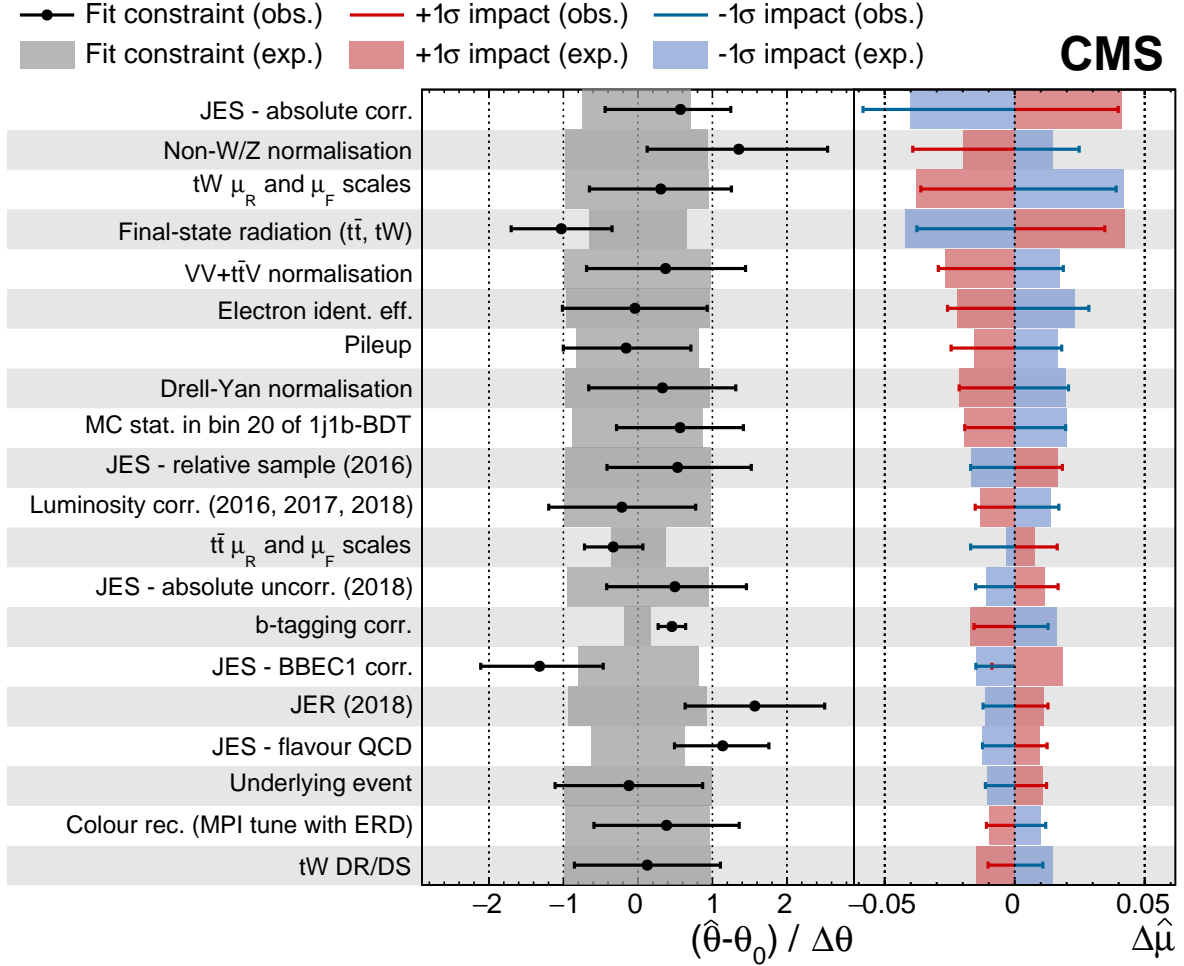 Fit constraint (obs.) +1σ impact (obs.) -1σ impact (obs.)
Fit constraint (exp.) +1σ impact (exp.) -1σ impact (exp.)
CMS
JES - absolute corr.
Non-W/Z normalisation
tW μ_R and μ_F scales
Final-state radiation (tt̄, tW)
VV+tt̄V normalisation
Electron ident. eff.
Pileup
Drell-Yan normalisation
MC stat. in bin 20 of 1j1b-BDT
JES - relative sample (2016)
Luminosity corr. (2016, 2017, 2018)
tt̄ μ_R and μ_F scales
JES - absolute uncorr. (2018)
b-tagging corr.
JES - BBEC1 corr.
JER (2018)
JES - flavour QCD
Underlying event
Colour rec. (MPI tune with ERD)
tW DR/DS
−2 −1 0 1 2 −0.05 0 0.05
(θ̂-θ₀) / Δθ Δμ̂